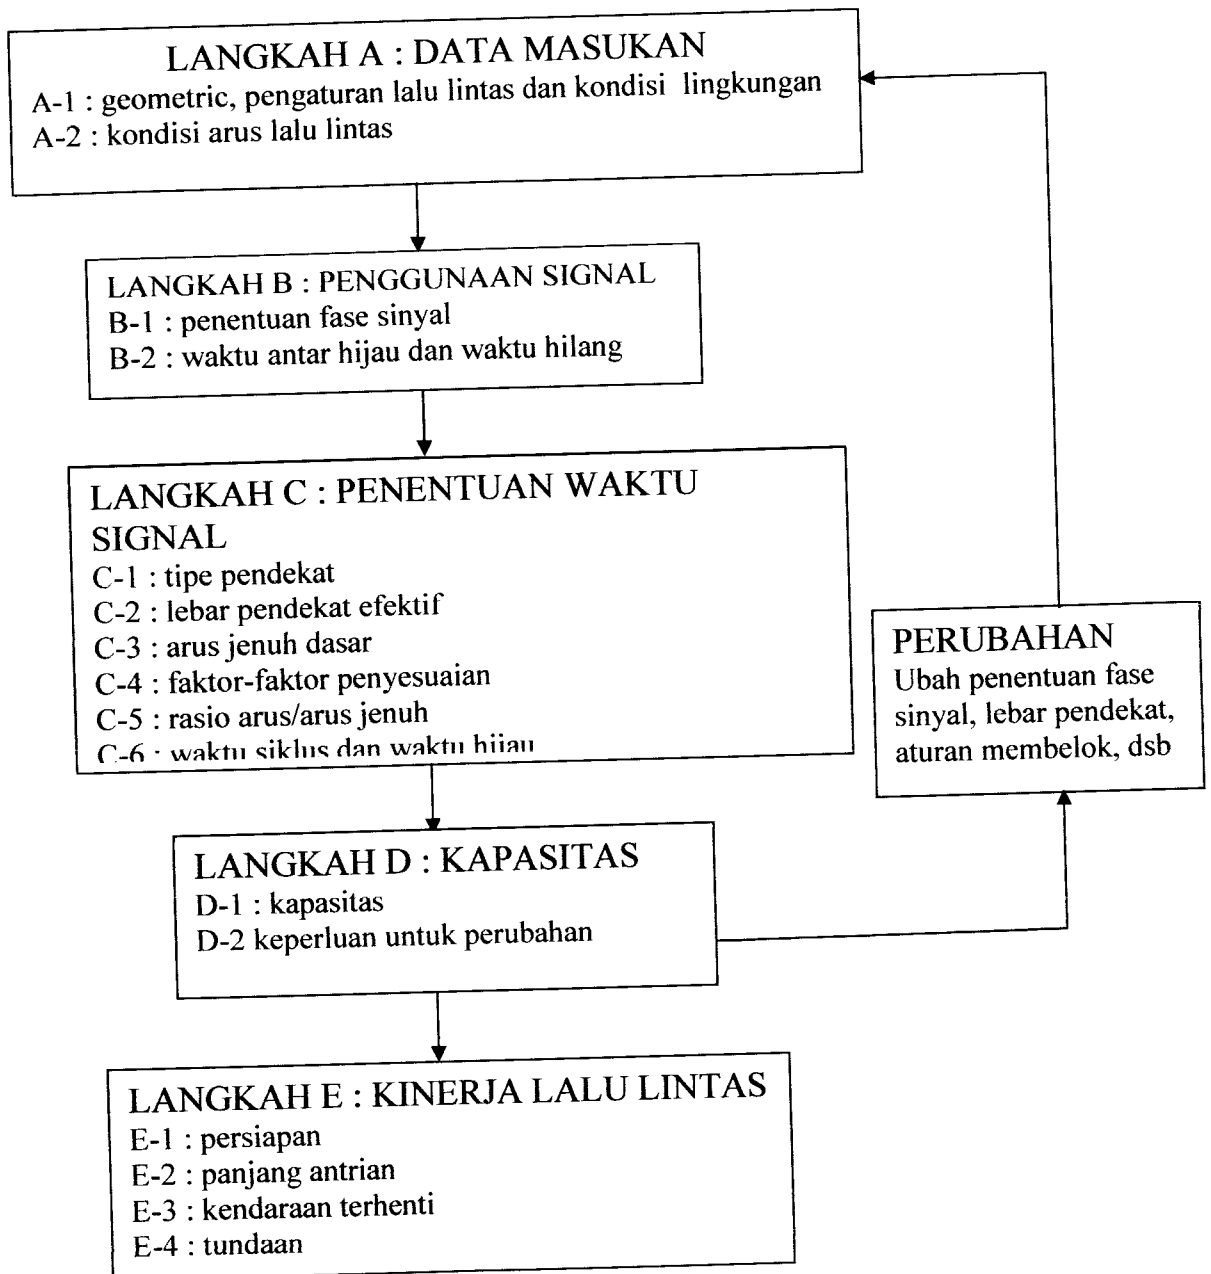 LANGKAH A : DATA MASUKAN
A-1 : geometric, pengaturan lalu lintas dan kondisi lingkungan
A-2 : kondisi arus lalu lintas
LANGKAH B : PENGGUNAAN SIGNAL
B-1 : penentuan fase sinyal
B-2 : waktu antar hijau dan waktu hilang
LANGKAH C : PENENTUAN WAKTU
SIGNAL
C-1 : tipe pendekat
C-2 : lebar pendekat efektif
C-3 : arus jenuh dasar
C-4 : faktor-faktor penyesuaian
C-5 : rasio arus/arus jenuh
C-6 : waktu siklus dan waktu hijau
PERUBAHAN
Ubah penentuan fase
sinyal, lebar pendekat,
aturan membelok, dsb
LANGKAH D : KAPASITAS
D-1 : kapasitas
D-2 keperluan untuk perubahan
LANGKAH E : KINERJA LALU LINTAS
E-1 : persiapan
E-2 : panjang antrian
E-3 : kendaraan terhenti
E-4 : tundaan